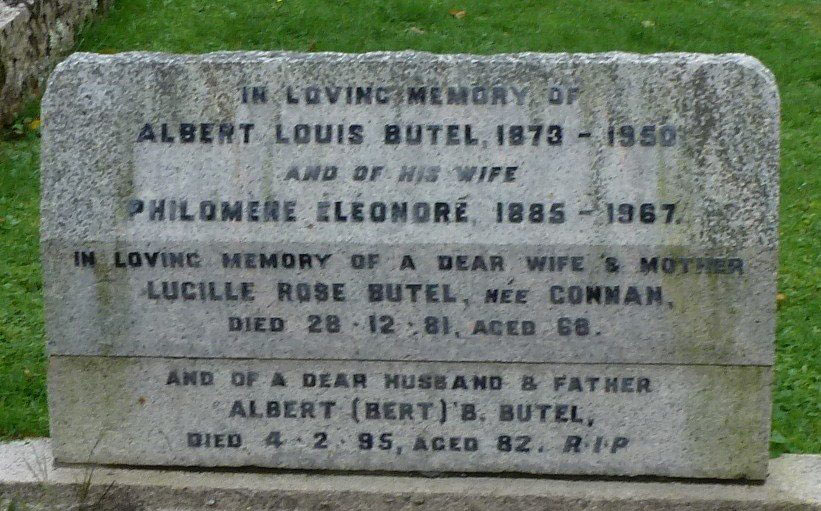 IN LOVING MEMORY OF
ALBERT LOUIS BUTEL, 1873 - 1950
AND OF HIS WIFE
PHILOMÈNE ÉLÉONORÉ, 1885 - 1967.
IN LOVING MEMORY OF A DEAR WIFE & MOTHER
LUCILLE ROSE BUTEL, NÉE CONNAN,
DIED 28·12·81, AGED 68.
AND OF A DEAR HUSBAND & FATHER
ALBERT (BERT) B. BUTEL,
DIED 4·2·95, AGED 82. R·I·P